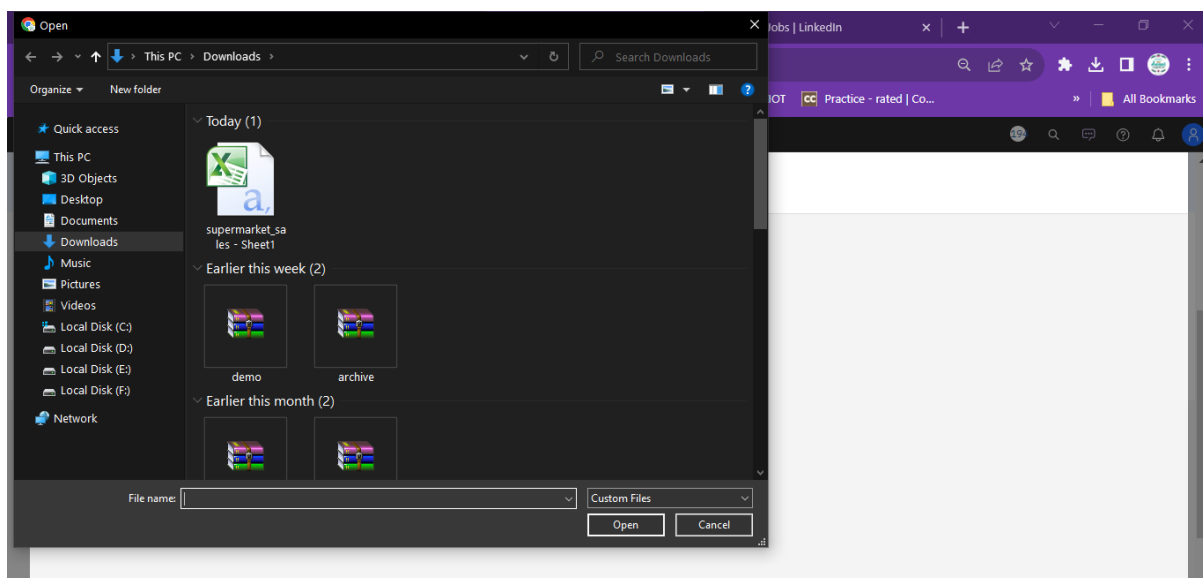 Open
Jobs | LinkedIn
This PC > Downloads >
Search Downloads
Organize
New folder
IOT
Practice - rated | Co...
»
All Bookmarks
Quick access
This PC
3D Objects
Desktop
Documents
Downloads
Music
Pictures
Videos
Local Disk (C:)
Local Disk (D:)
Local Disk (E:)
Local Disk (F:)
Network
Today (1)
supermarket_sa
les - Sheet1
Earlier this week (2)
demo
archive
Earlier this month (2)
File name:
Custom Files
Open
Cancel